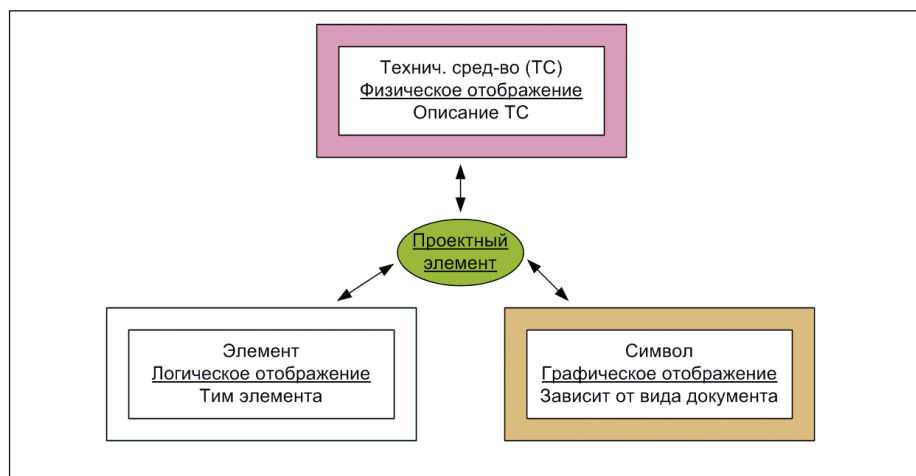 Технич. сред-во (ТС)
Физическое отображение
Описание ТС
Проектный
элемент
Элемент
Логическое отображение
Тим элемента
Символ
Графическое отображение
Зависит от вида документа